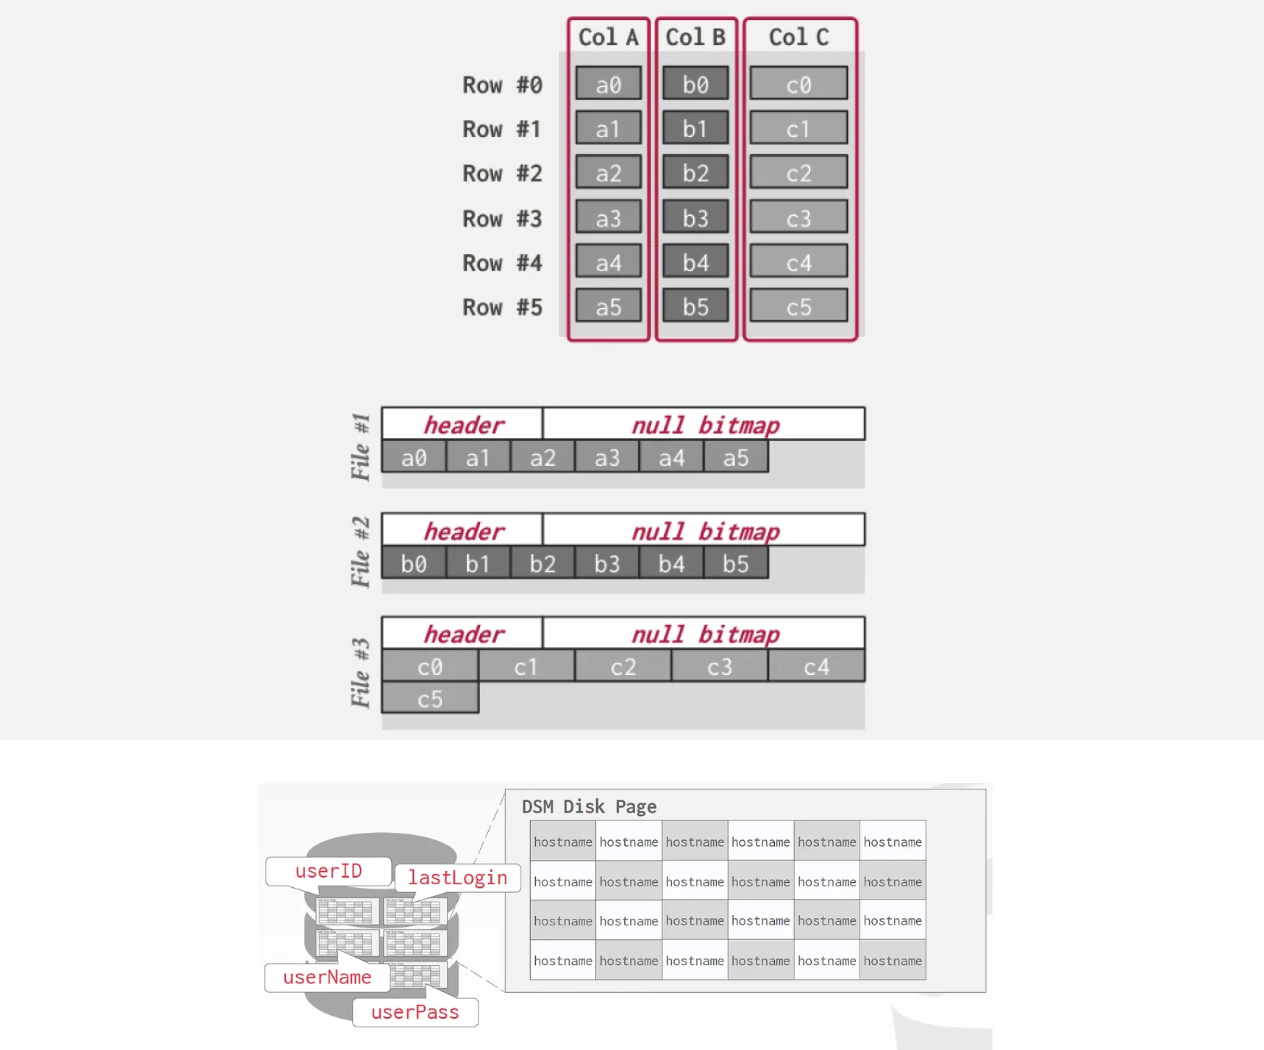 Col A Col B Col C
Row #0 a0 b0 c0
Row #1 a1 b1 c1
Row #2 a2 b2 c2
Row #3 a3 b3 c3
Row #4 a4 b4 c4
Row #5 a5 b5 c5
File #1
header null bitmap
a0 a1 a2 a3 a4 a5
File #2
header null bitmap
b0 b1 b2 b3 b4 b5
File #3
header null bitmap
c0 c1 c2 c3 c4
c5
DSM Disk Page
hostname hostname hostname hostname hostname hostname
hostname hostname hostname hostname hostname hostname
hostname hostname hostname hostname hostname hostname
hostname hostname hostname hostname hostname hostname
userID
lastLogin
userName
userPass